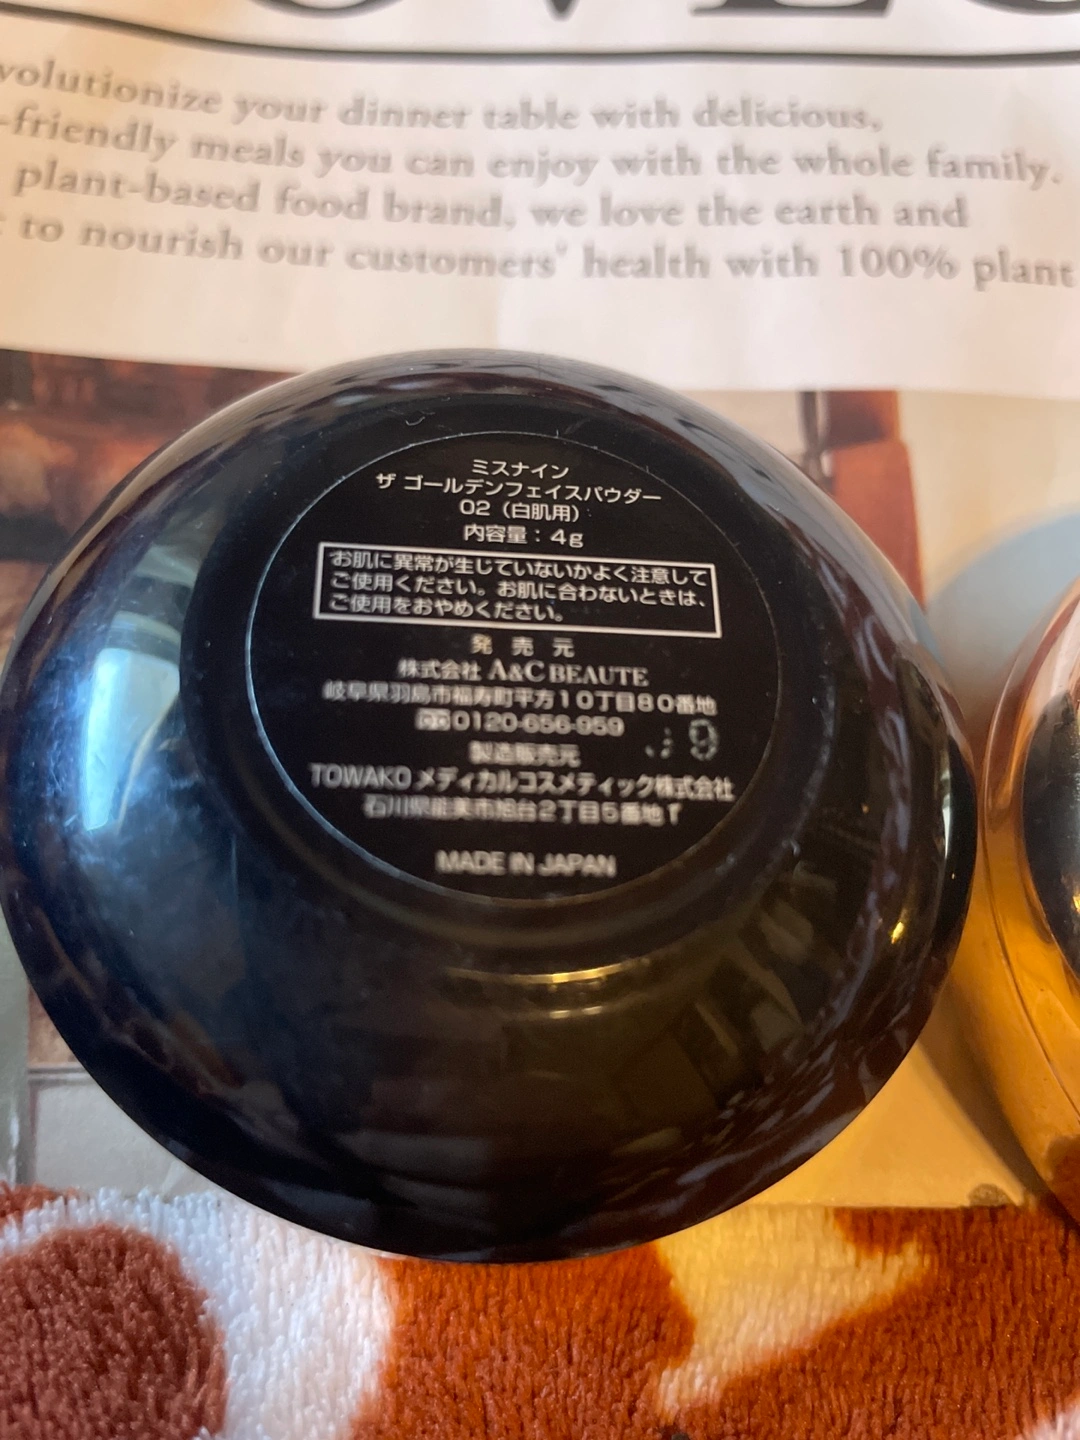 volutionize your dinner table with delicious,
-friendly meals you can enjoy with the whole family.
plant-based food brand, we love the earth and
to nourish our customers' health with 100% plant
ミスナイン
ザ ゴールデンフェイスパウダー
02（白肌用）
内容量：4g
お肌に異常が生じていないかよく注意して
ご使用ください。お肌に合わないときは、
ご使用をおやめください。
発 売 元
株式会社 A&C BEAUTE
岐阜県羽島市福寿町平方10丁目80番地
0120-656-959
製造販売元
TOWAKO メディカルコスメティック株式会社
石川県能美市旭台2丁目5番地1
MADE IN JAPAN